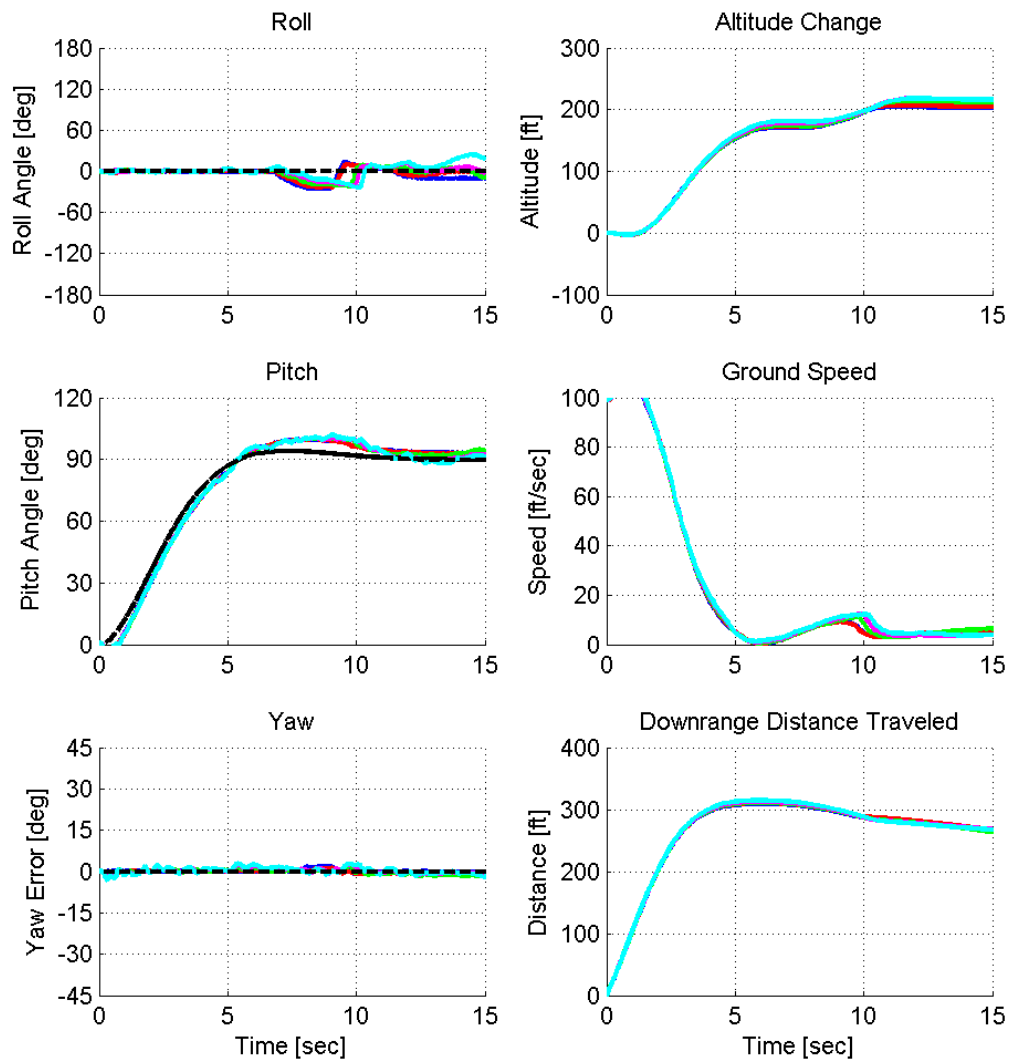 Roll
Roll Angle [deg]
180
120
60
0
-60
-120
-180
0 5 10 15
Altitude Change
Altitude [ft]
300
200
100
0
-100
0 5 10 15
Pitch
Pitch Angle [deg]
120
90
60
30
0
0 5 10 15
Ground Speed
Speed [ft/sec]
100
80
60
40
20
0
0 5 10 15
Yaw
Yaw Error [deg]
45
30
15
0
-15
-30
-45
0 5 10 15
Time [sec]
Downrange Distance Traveled
Distance [ft]
400
300
200
100
0
0 5 10 15
Time [sec]